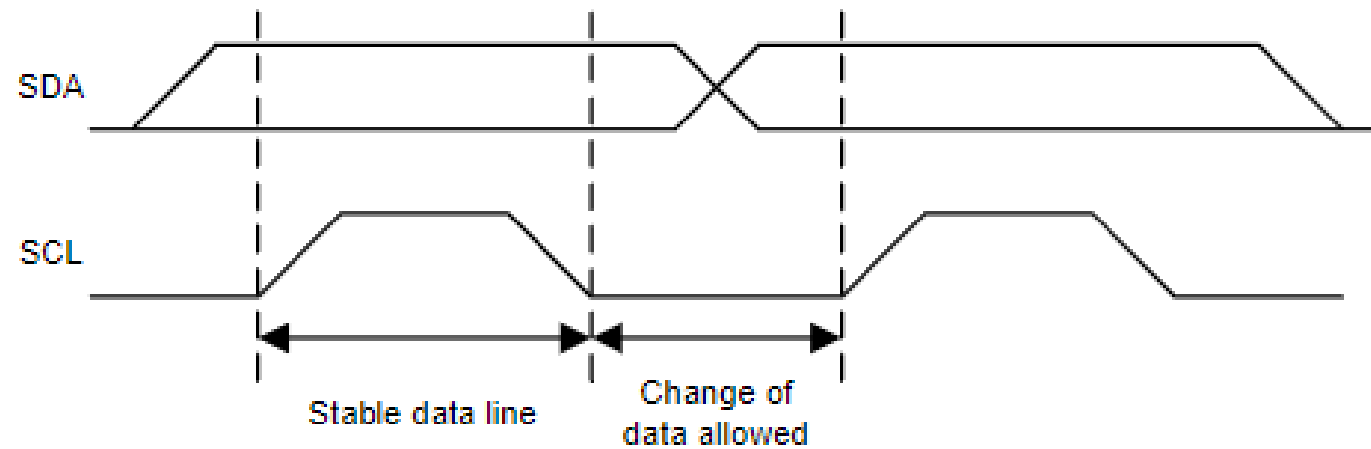 SDA
SCL
Stable data line
Change of
data allowed